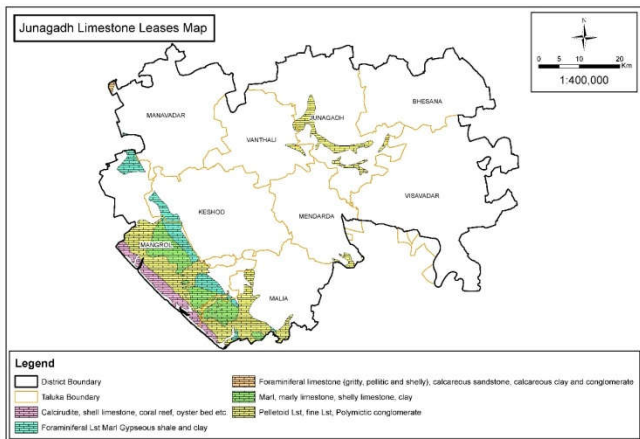 Junagadh Limestone Leases Map
N
0 5 10 20
Km
1:400,000
MANAVADAR
VANTHALI
JUNAGADH
BHESANA
VISAVADAR
KESHOD
MENDARDA
MANGROL
MALIA
Legend
District Boundary
Taluka Boundary
Calcirudite, shell limestone, coral reef, oyster bed etc.
Foraminiferal Lst Marl Gypseous shale and clay
Foraminiferal limestone (gritty, pellitic and shelly), calcareous sandstone, calcareous clay and conglomerate
Marl, marly limestone, shelly limestone, clay
Pelletoid Lst, fine Lst, Polymictic conglomerate